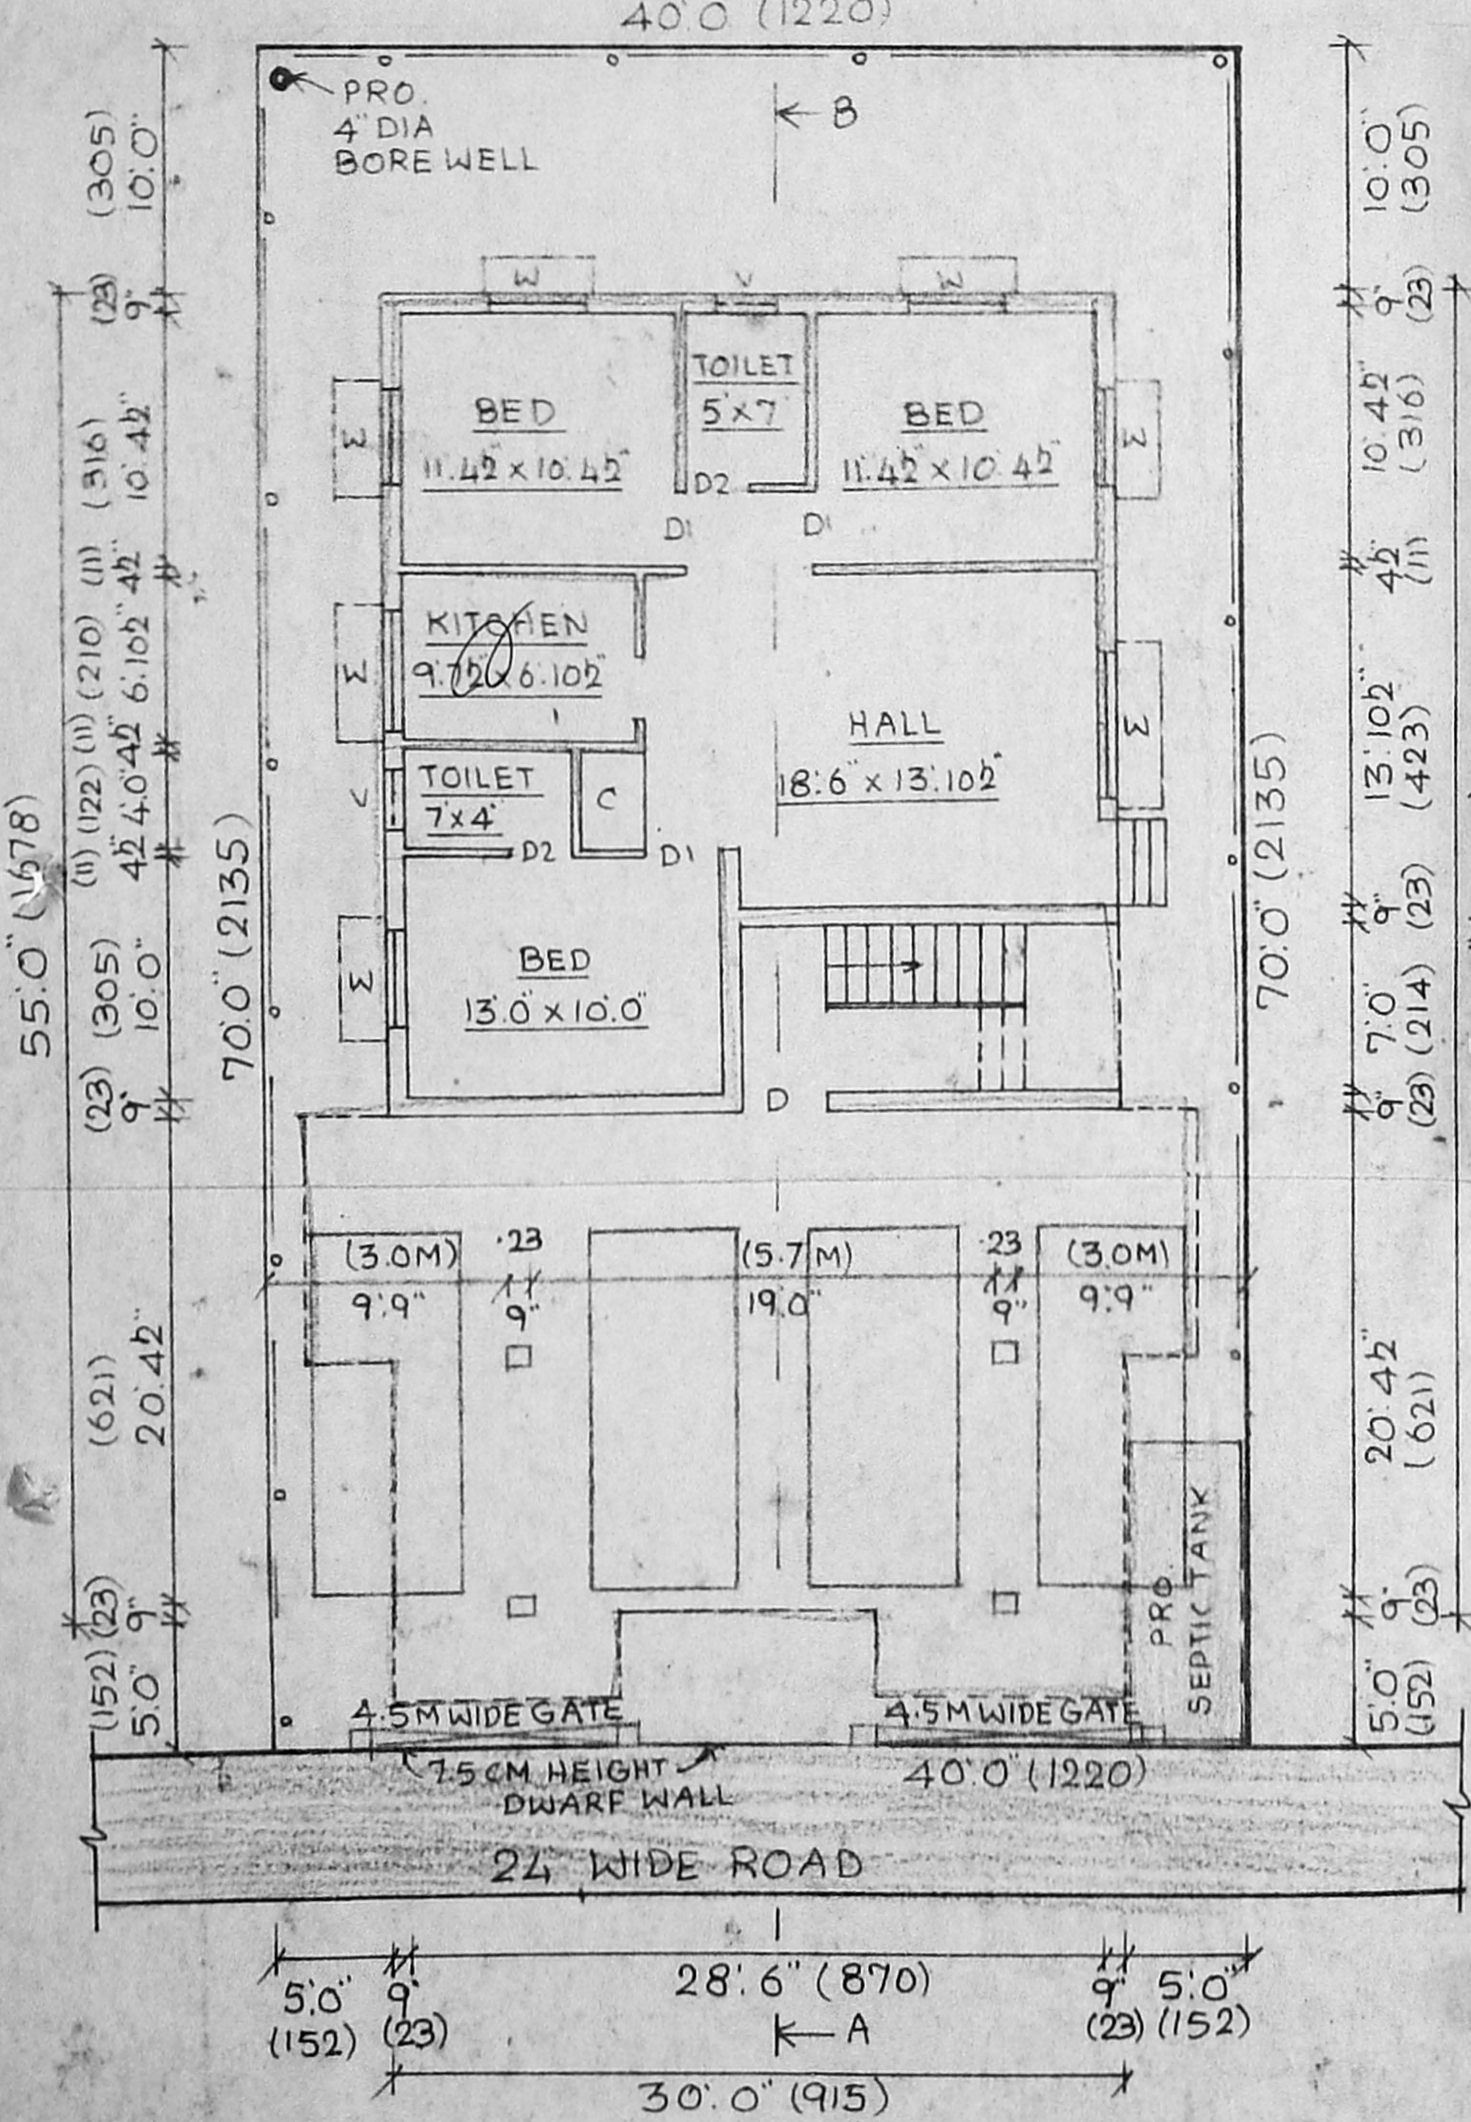 40'.0 (1220)
PRO.
4" DIA
BORE WELL
B
(305)
10'.0"
10'.0"
(305)
(23)
9"
9"
(23)
W
V
W
TOILET
5'X7'
BED
11'.4½" X 10'.4½"
BED
11'.4½" X 10'.4½"
W
W
(316)
10'.4½"
10'.4½"
(316)
D2
D1
D1
(11)
4½"
4½"
(11)
KITCHEN
9'.7½" X 6'.10½"
W
(210)
6'.10½"
HALL
18'.6" X 13'.10½"
W
13'.10½"
(423)
(11)
4½"
TOILET
7'X4'
C
V
(122)
4'.0"
D2
D1
(11)
4½"
9"
(23)
55'.0" (1678)
70'.0" (2135)
70'.0" (2135)
BED
13'.0" X 10'.0"
W
(305)
10'.0"
7'.0"
(214)
D
(23)
9"
9"
(23)
(3.0M)
9'.9"
.23
9"
(5.7M)
19'.0"
.23
9"
(3.0M)
9'.9"
(621)
20'.4½"
20'.4½"
(621)
PRO.
SEPTIC TANK
(23)
9"
9"
(23)
(152)
5'.0"
5'.0"
(152)
4.5M WIDE GATE
4.5M WIDE GATE
7.5 CM HEIGHT
DWARF WALL
40'.0" (1220)
24' WIDE ROAD
5'.0"
(152)
9"
(23)
28'.6" (870)
9"
(23)
5'.0"
(152)
A
30'.0" (915)